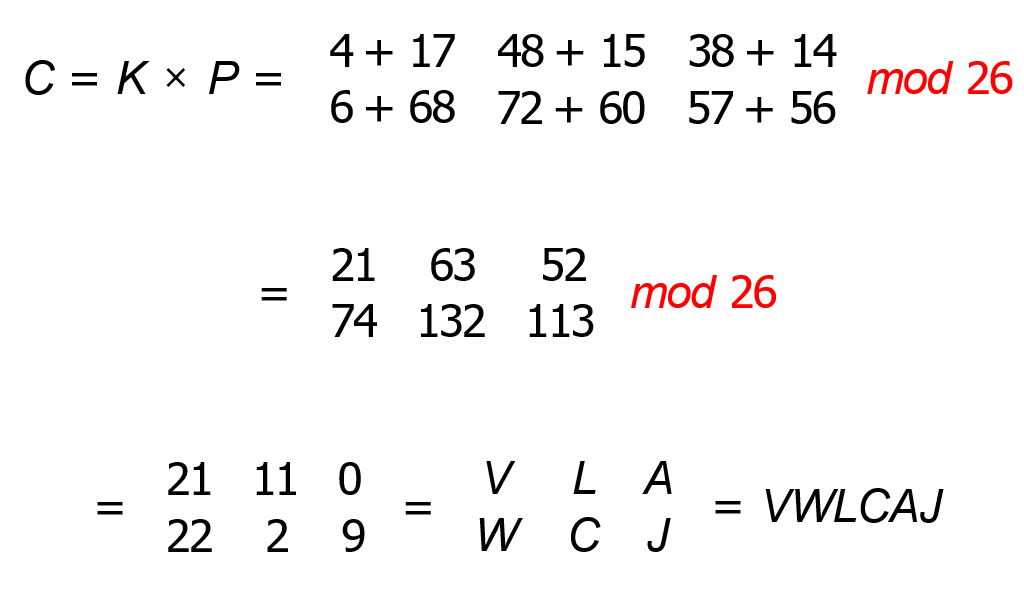 4 + 17 48 + 15 38 + 14
C = K × P = mod 26
6 + 68 72 + 60 57 + 56
21 63 52
= mod 26
74 132 113
21 11 0 V L A
= = = VWLCAJ
22 2 9 W C J